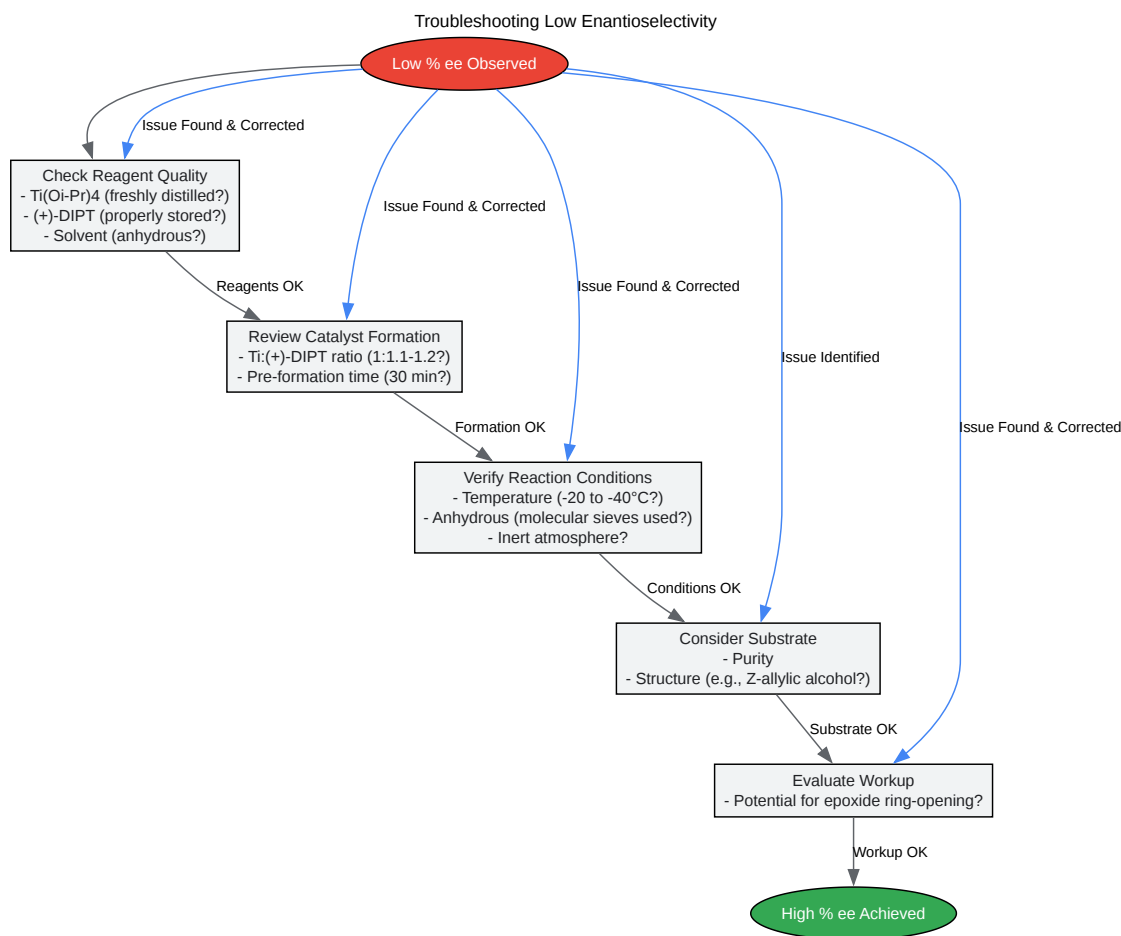 Troubleshooting Low Enantioselectivity
Low % ee Observed
Issue Found & Corrected
Check Reagent Quality
- Ti(Oi-Pr)4 (freshly distilled?)
- (+)-DIPT (properly stored?)
- Solvent (anhydrous?)
Issue Found & Corrected
Reagents OK
Issue Found & Corrected
Review Catalyst Formation
- Ti:(+)-DIPT ratio (1:1.1-1.2?)
- Pre-formation time (30 min?)
Issue Identified
Formation OK
Issue Found & Corrected
Verify Reaction Conditions
- Temperature (-20 to -40°C?)
- Anhydrous (molecular sieves used?)
- Inert atmosphere?
Conditions OK
Consider Substrate
- Purity
- Structure (e.g., Z-allylic alcohol?)
Substrate OK
Evaluate Workup
- Potential for epoxide ring-opening?
Workup OK
High % ee Achieved